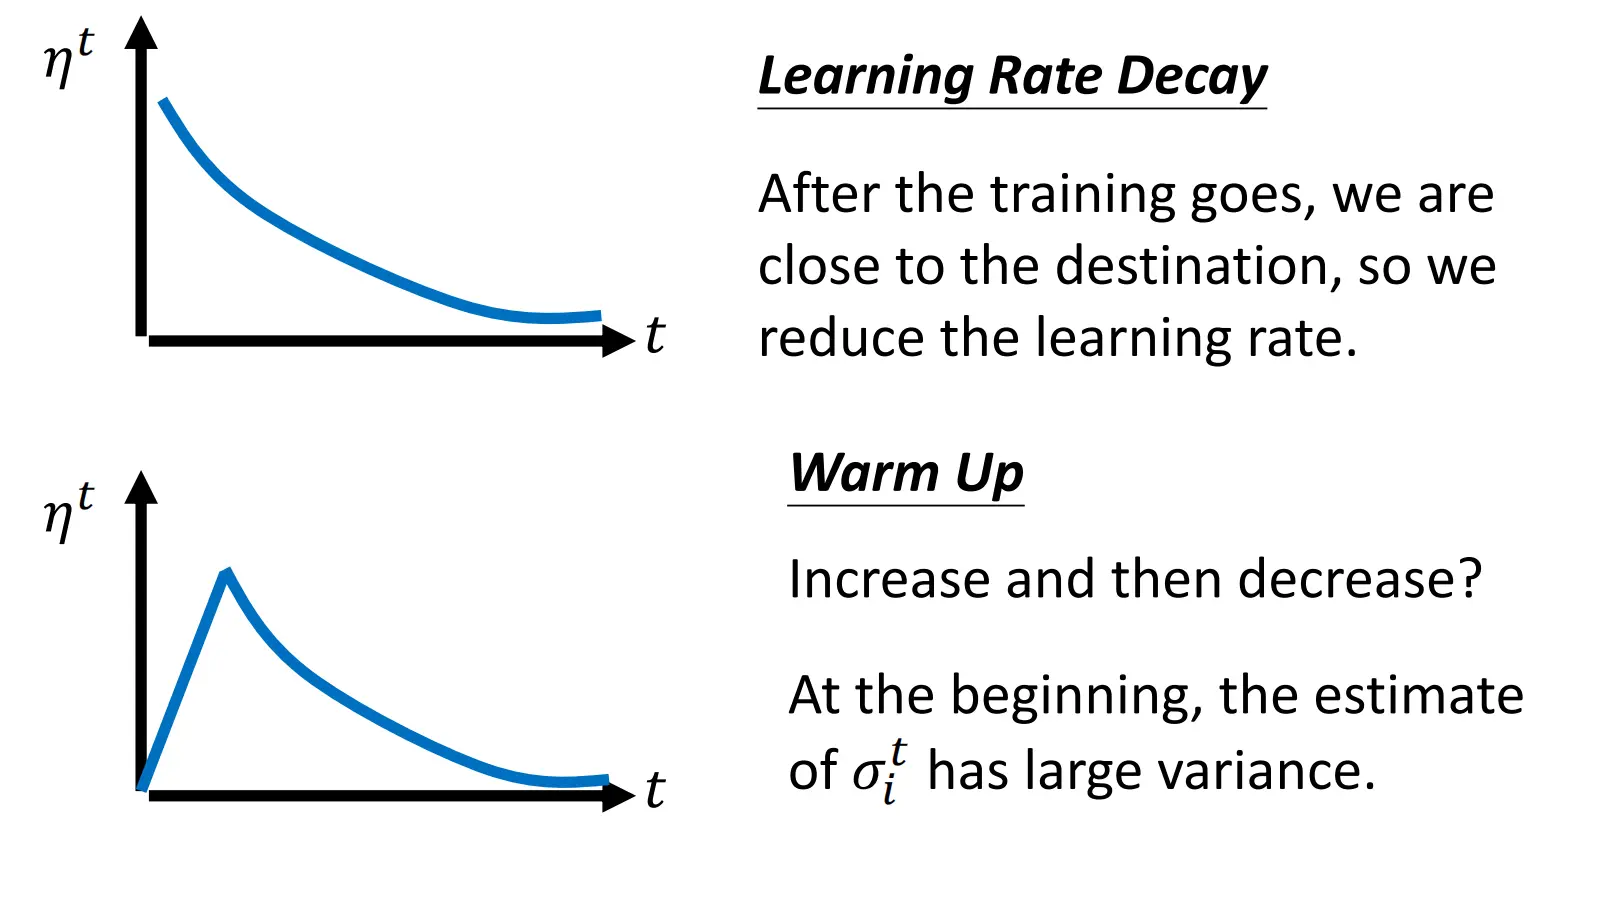 η^t
t
Learning Rate Decay
After the training goes, we are
close to the destination, so we
reduce the learning rate.
η^t
t
Warm Up
Increase and then decrease?
At the beginning, the estimate
of σ_i^t has large variance.